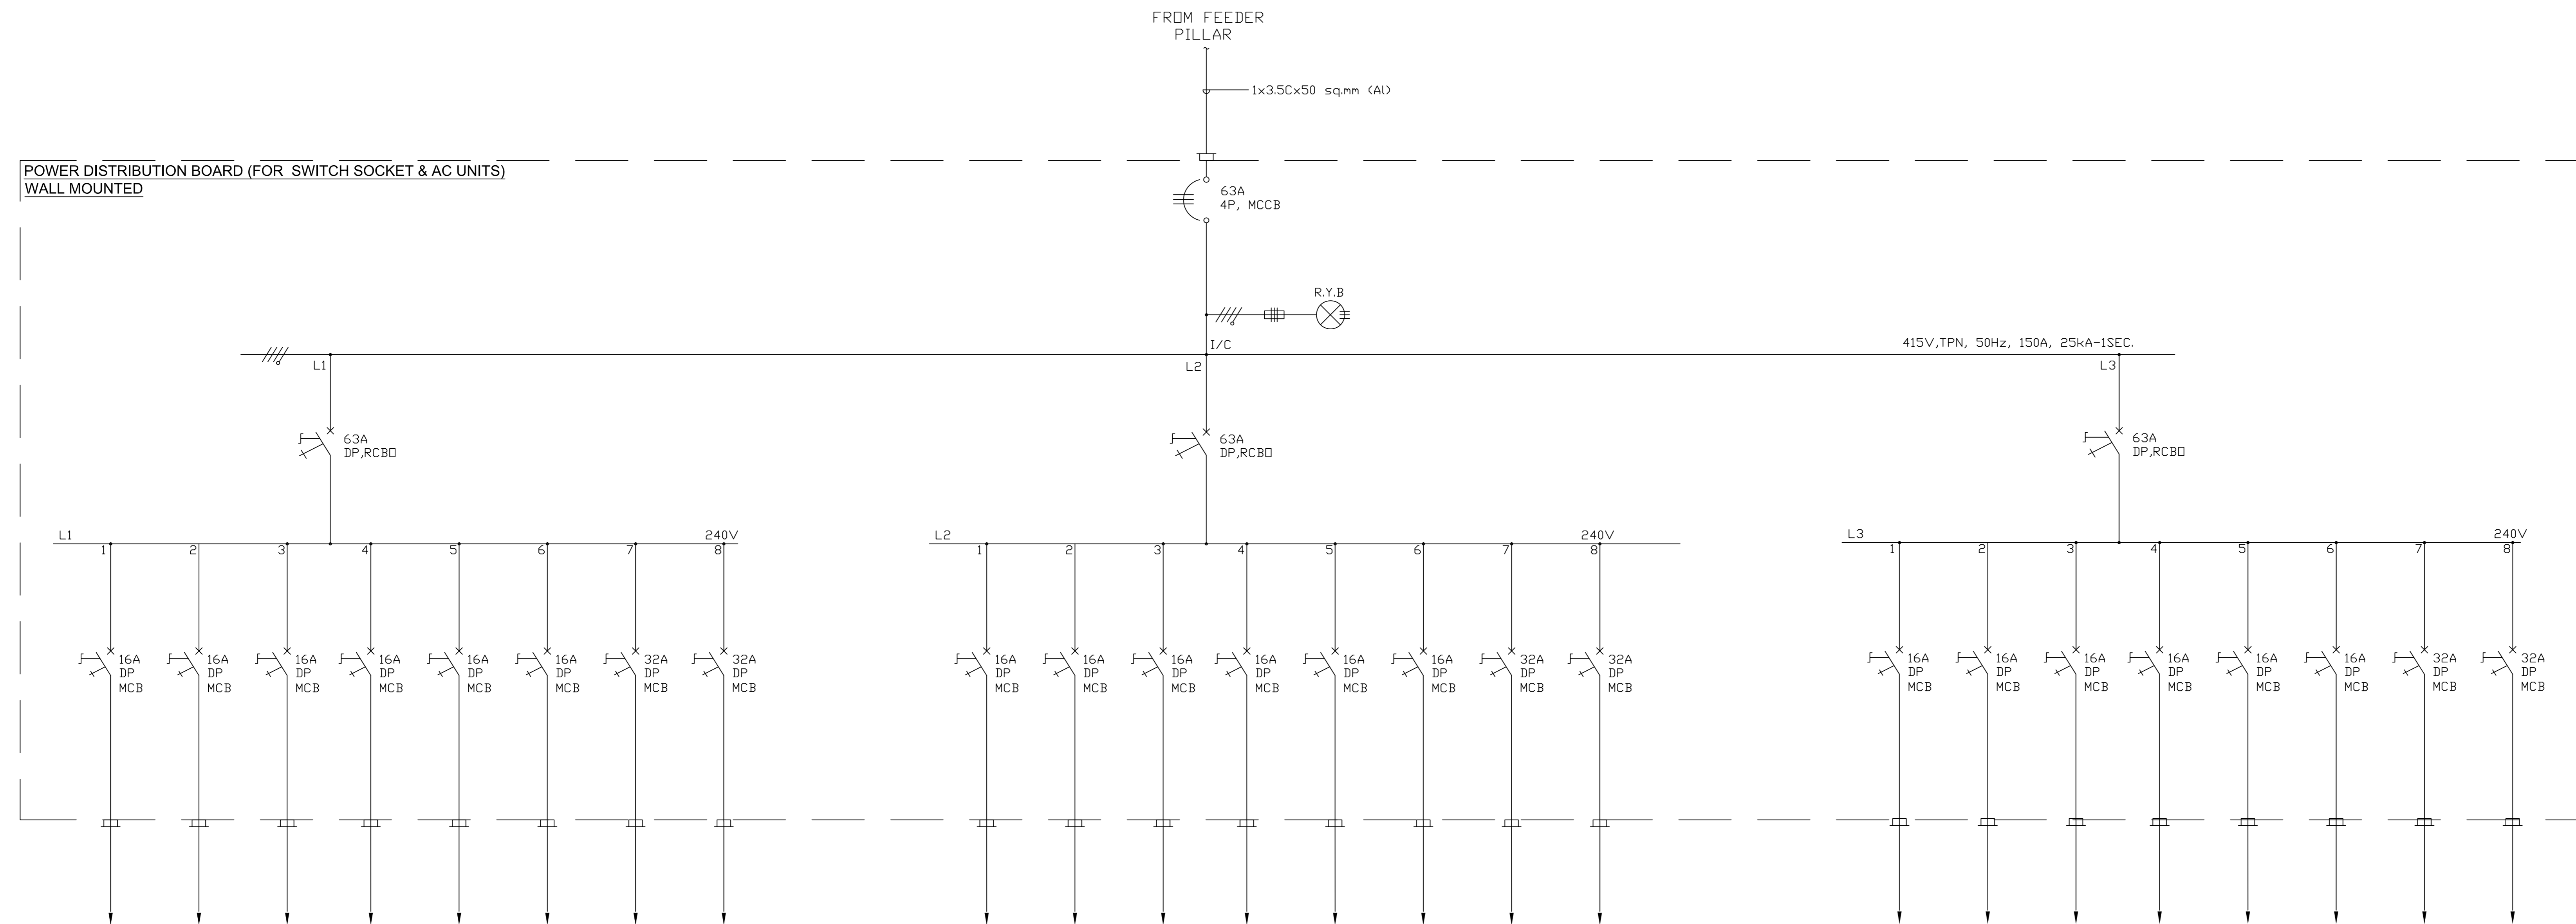 FROM FEEDER
PILLAR
1x3.5Cx50 sq.mm (Al)
POWER DISTRIBUTION BOARD (FOR SWITCH SOCKET & AC UNITS)
WALL MOUNTED
63A
4P, MCCB
R.Y.B
I/C
415V,TPN, 50Hz, 150A, 25kA-1SEC.
L1 L2 L3
63A 63A 63A
DP,RCBO DP,RCBO DP,RCBO
L1 240V L2 240V L3 240V
1 2 3 4 5 6 7 8 1 2 3 4 5 6 7 8 1 2 3 4 5 6 7 8
16A 16A 16A 16A 16A 16A 32A 32A 16A 16A 16A 16A 16A 16A 32A 32A 16A 16A 16A 16A 16A 16A 32A 32A
DP DP DP DP DP DP DP DP DP DP DP DP DP DP DP DP DP DP DP DP DP DP DP DP
MCB MCB MCB MCB MCB MCB MCB MCB MCB MCB MCB MCB MCB MCB MCB MCB MCB MCB MCB MCB MCB MCB MCB MCB